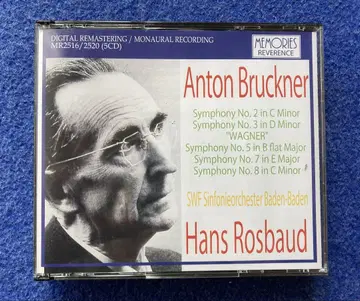 DIGITAL REMASTERING / MONAURAL RECORDING
MR2516/2520 (5CD)
MEMORIES
REVERENCE
Anton Bruckner
Symphony No. 2 in C Minor
Symphony No. 3 in D Minor
"WAGNER"
Symphony No. 5 in B flat Major
Symphony No. 7 in E Major
Symphony No. 8 in C Minor
SWF Sinfonieorchester Baden-Baden
Hans Rosbaud